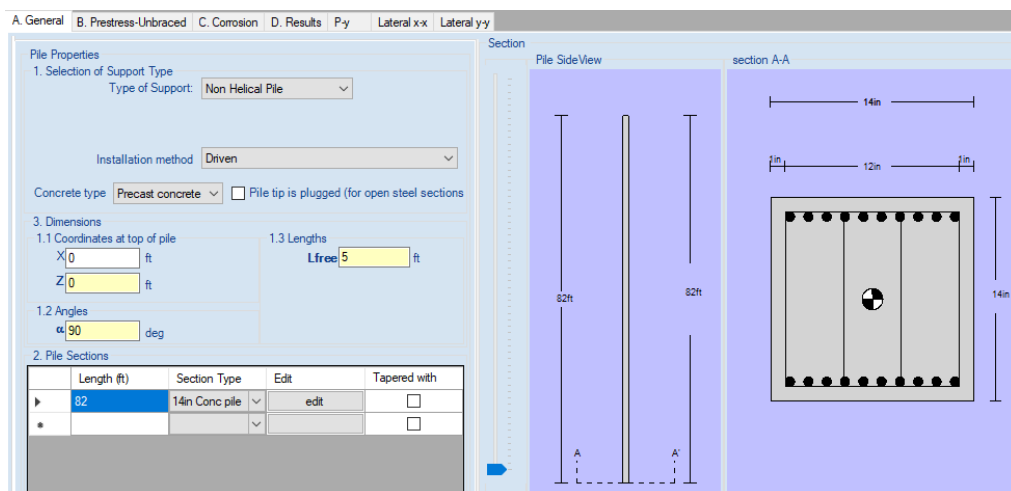 A. General B. Prestress-Unbraced C. Corrosion D. Results P-y Lateral x-x Lateral y-y
Pile Properties
1. Selection of Support Type
Type of Support: Non Helical Pile
Installation method Driven
Concrete type Precast concrete Pile tip is plugged (for open steel sections
3. Dimensions
1.1 Coordinates at top of pile
X 0 ft
Z 0 ft
1.3 Lengths
Lfree 5 ft
1.2 Angles
α 90 deg
2. Pile Sections
Length (ft) Section Type Edit Tapered with
82 14in Conc pile edit
Section
Pile SideView
82ft 82ft
A A'
section A-A
14in
1in 12in 1in
14in